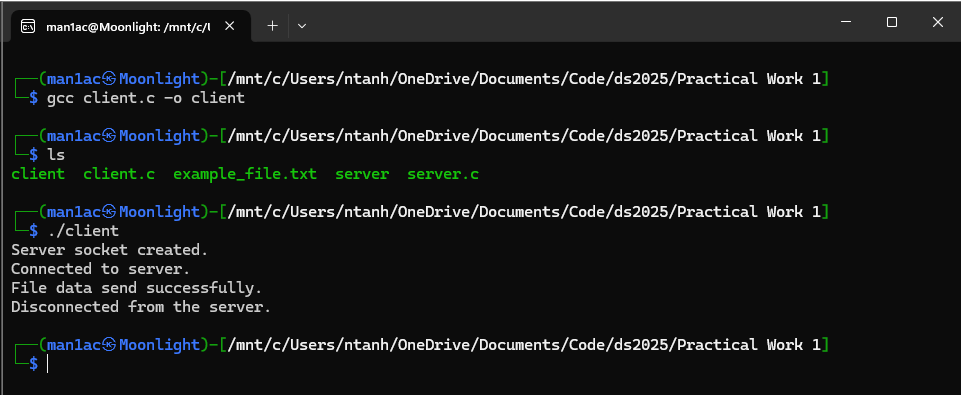 man1ac@Moonlight: /mnt/c/U
┌──(man1ac㉿Moonlight)-[/mnt/c/Users/ntanh/OneDrive/Documents/Code/ds2025/Practical Work 1]
└─$ gcc client.c -o client
┌──(man1ac㉿Moonlight)-[/mnt/c/Users/ntanh/OneDrive/Documents/Code/ds2025/Practical Work 1]
└─$ ls
client  client.c  example_file.txt  server  server.c
┌──(man1ac㉿Moonlight)-[/mnt/c/Users/ntanh/OneDrive/Documents/Code/ds2025/Practical Work 1]
└─$ ./client
Server socket created.
Connected to server.
File data send successfully.
Disconnected from the server.
┌──(man1ac㉿Moonlight)-[/mnt/c/Users/ntanh/OneDrive/Documents/Code/ds2025/Practical Work 1]
└─$